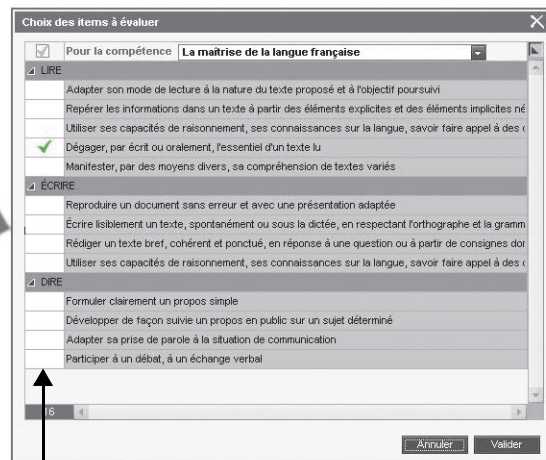 Choix des items à évaluer
Pour la compétence La maîtrise de la langue française
LIRE
Adapter son mode de lecture à la nature du texte proposé et à l'objectif poursuivi
Repérer les informations dans un texte à partir des éléments explicites et des éléments implicites né
Utiliser ses capacités de raisonnement, ses connaissances sur la langue, savoir faire appel à des
Dégager, par écrit ou oralement, l'essentiel d'un texte lu
Manifester, par des moyens divers, sa compréhension de textes variés
ÉCRIRE
Reproduire un document sans erreur et avec une présentation adaptée
Écrire lisiblement un texte, spontanément ou sous la dictée, en respectant l'orthographe et la gramm
Rédiger un texte bref, cohérent et ponctué, en réponse à une question ou à partir de consignes dor
Utiliser ses capacités de raisonnement, ses connaissances sur la langue, savoir faire appel à des
DIRE
Formuler clairement un propos simple
Développer de façon suivie un propos en public sur un sujet déterminé
Adapter sa prise de parole à la situation de communication
Participer à un débat, à un échange verbal
16
Annuler Valider